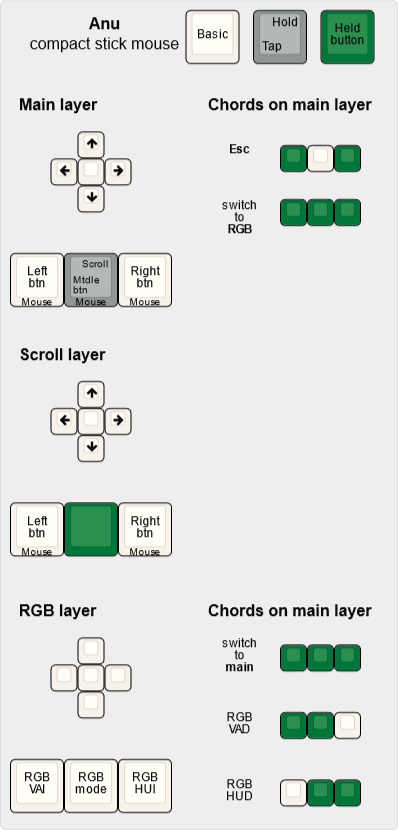 Anu
compact stick mouse
Basic
Hold
Tap
Held
button
Main layer
Chords on main layer
Esc
switch
to
RGB
Left
btn
Mouse
Scroll
Mtdle
btn
Mouse
Right
btn
Mouse
Scroll layer
Left
btn
Mouse
Right
btn
Mouse
RGB layer
Chords on main layer
switch
to
main
RGB
VAD
RGB
HUD
RGB
VAI
RGB
mode
RGB
HUI